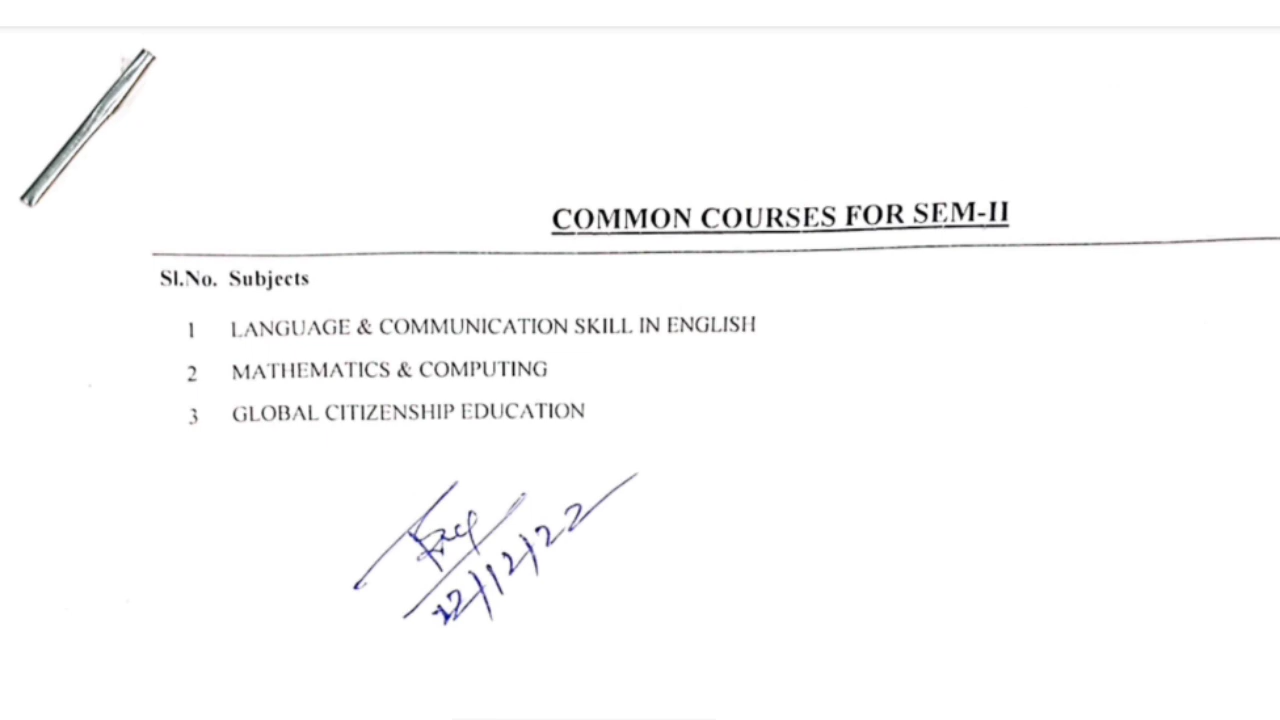 COMMON COURSES FOR SEM-II
Sl.No. Subjects
1 LANGUAGE & COMMUNICATION SKILL IN ENGLISH
2 MATHEMATICS & COMPUTING
3 GLOBAL CITIZENSHIP EDUCATION
22/12/22